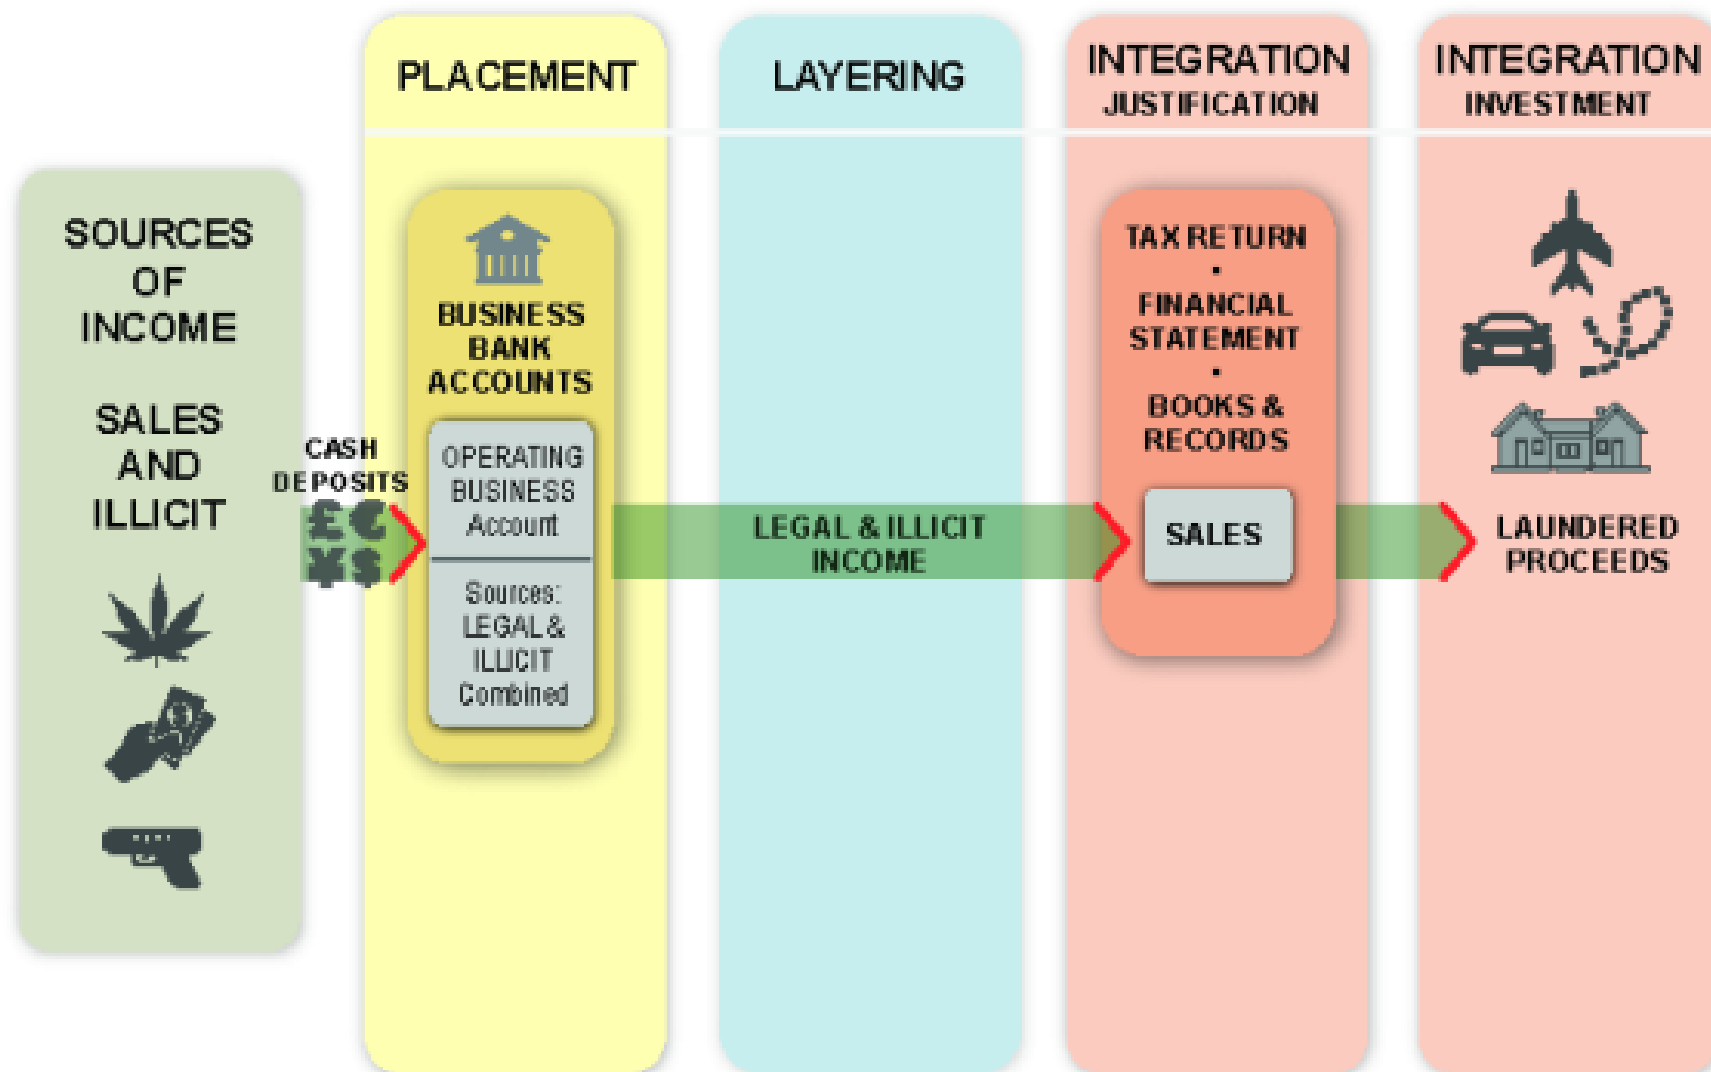 PLACEMENT
LAYERING
INTEGRATION
JUSTIFICATION
INTEGRATION
INVESTMENT
SOURCES
OF
INCOME
SALES
AND
ILLICIT
CASH
DEPOSITS
£€
¥$
BUSINESS
BANK
ACCOUNTS
OPERATING
BUSINESS
Account
Sources:
LEGAL &
ILLICIT
Combined
LEGAL & ILLICIT
INCOME
TAX RETURN
•
FINANCIAL
STATEMENT
•
BOOKS &
RECORDS
SALES
LAUNDERED
PROCEEDS